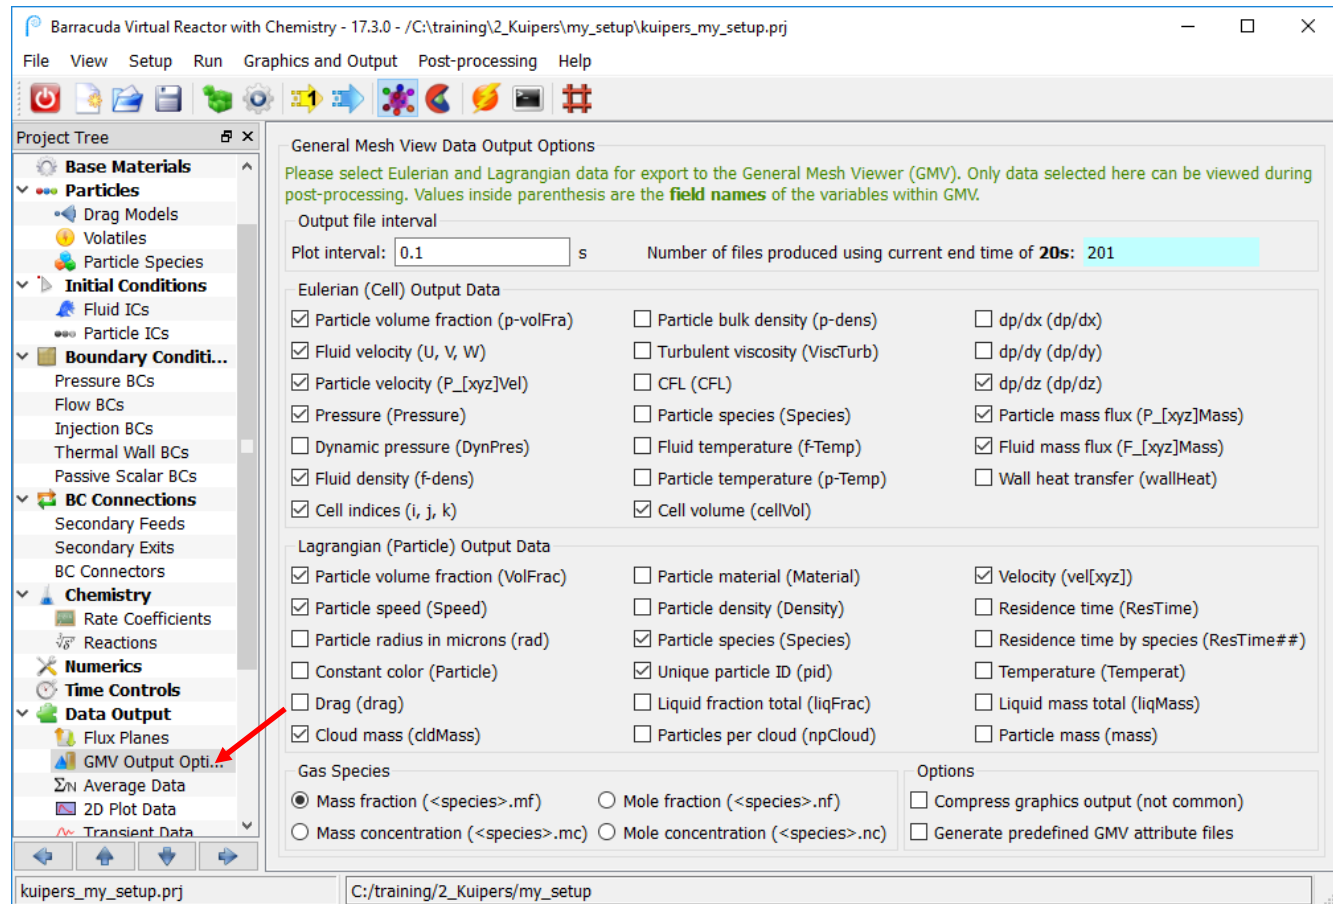 Barracuda Virtual Reactor with Chemistry - 17.3.0 - /C:\training\2_Kuipers\my_setup\kuipers_my_setup.prj
File View Setup Run Graphics and Output Post-processing Help
1
Project Tree
Base Materials
Particles
Drag Models
Volatiles
Particle Species
Initial Conditions
Fluid ICs
Particle ICs
Boundary Conditi...
Pressure BCs
Flow BCs
Injection BCs
Thermal Wall BCs
Passive Scalar BCs
BC Connections
Secondary Feeds
Secondary Exits
BC Connectors
Chemistry
Rate Coefficients
Reactions
Numerics
Time Controls
Data Output
Flux Planes
GMV Output Opti...
Σ/N Average Data
2D Plot Data
Transient Data
General Mesh View Data Output Options
Please select Eulerian and Lagrangian data for export to the General Mesh Viewer (GMV). Only data selected here can be viewed during
post-processing. Values inside parenthesis are the field names of the variables within GMV.
Output file interval
Plot interval: 0.1 s Number of files produced using current end time of 20s: 201
Eulerian (Cell) Output Data
Particle volume fraction (p-volFra) Particle bulk density (p-dens) dp/dx (dp/dx)
Fluid velocity (U, V, W) Turbulent viscosity (ViscTurb) dp/dy (dp/dy)
Particle velocity (P_[xyz]Vel) CFL (CFL) dp/dz (dp/dz)
Pressure (Pressure) Particle species (Species) Particle mass flux (P_[xyz]Mass)
Dynamic pressure (DynPres) Fluid temperature (f-Temp) Fluid mass flux (F_[xyz]Mass)
Fluid density (f-dens) Particle temperature (p-Temp) Wall heat transfer (wallHeat)
Cell indices (i, j, k) Cell volume (cellVol)
Lagrangian (Particle) Output Data
Particle volume fraction (VolFrac) Particle material (Material) Velocity (vel[xyz])
Particle speed (Speed) Particle density (Density) Residence time (ResTime)
Particle radius in microns (rad) Particle species (Species) Residence time by species (ResTime##)
Constant color (Particle) Unique particle ID (pid) Temperature (Temperat)
Drag (drag) Liquid fraction total (liqFrac) Liquid mass total (liqMass)
Cloud mass (cldMass) Particles per cloud (npCloud) Particle mass (mass)
Gas Species Options
Mass fraction (<species>.mf) Mole fraction (<species>.nf) Compress graphics output (not common)
Mass concentration (<species>.mc) Mole concentration (<species>.nc) Generate predefined GMV attribute files
kuipers_my_setup.prj C:/training/2_Kuipers/my_setup